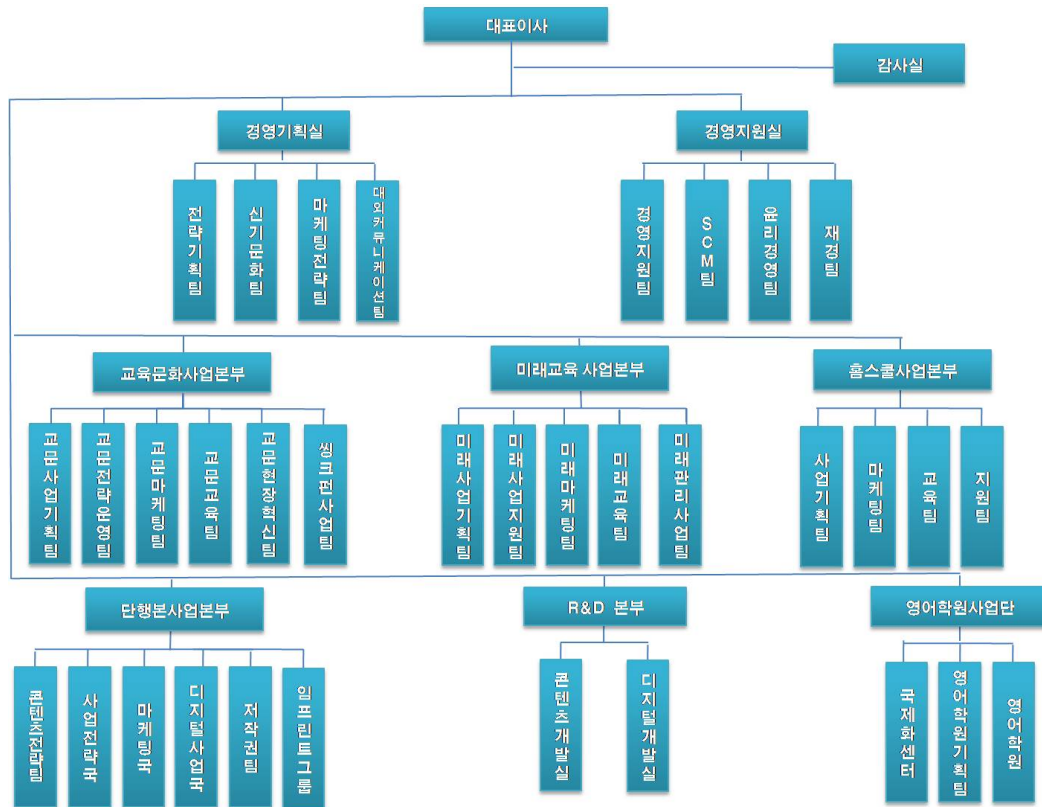 대표이사
감사실
경영기획실
경영지원실
전략기획팀
신기문화팀
마케팅전략팀
대외커뮤니케이션팀
경영지원팀
SCM팀
윤리경영팀
재경팀
교육문화사업본부
미래교육 사업본부
홈스쿨사업본부
교문사업기획팀
교문전략운영팀
교문마케팅팀
교문교육팀
교문현장혁신팀
씽크펀사업팀
미래사업기획팀
미래사업지원팀
미래마케팅팀
미래교육팀
미래관리사업팀
사업기획팀
마케팅팀
교육팀
지원팀
단행본사업본부
R&D 본부
영어학원사업단
콘텐츠전략팀
사업전략국
마케팅국
디지털사업국
저작권팀
임프린트그룹
콘텐츠개발실
디지털개발실
국제화센터
영어학원기획팀
영어학원